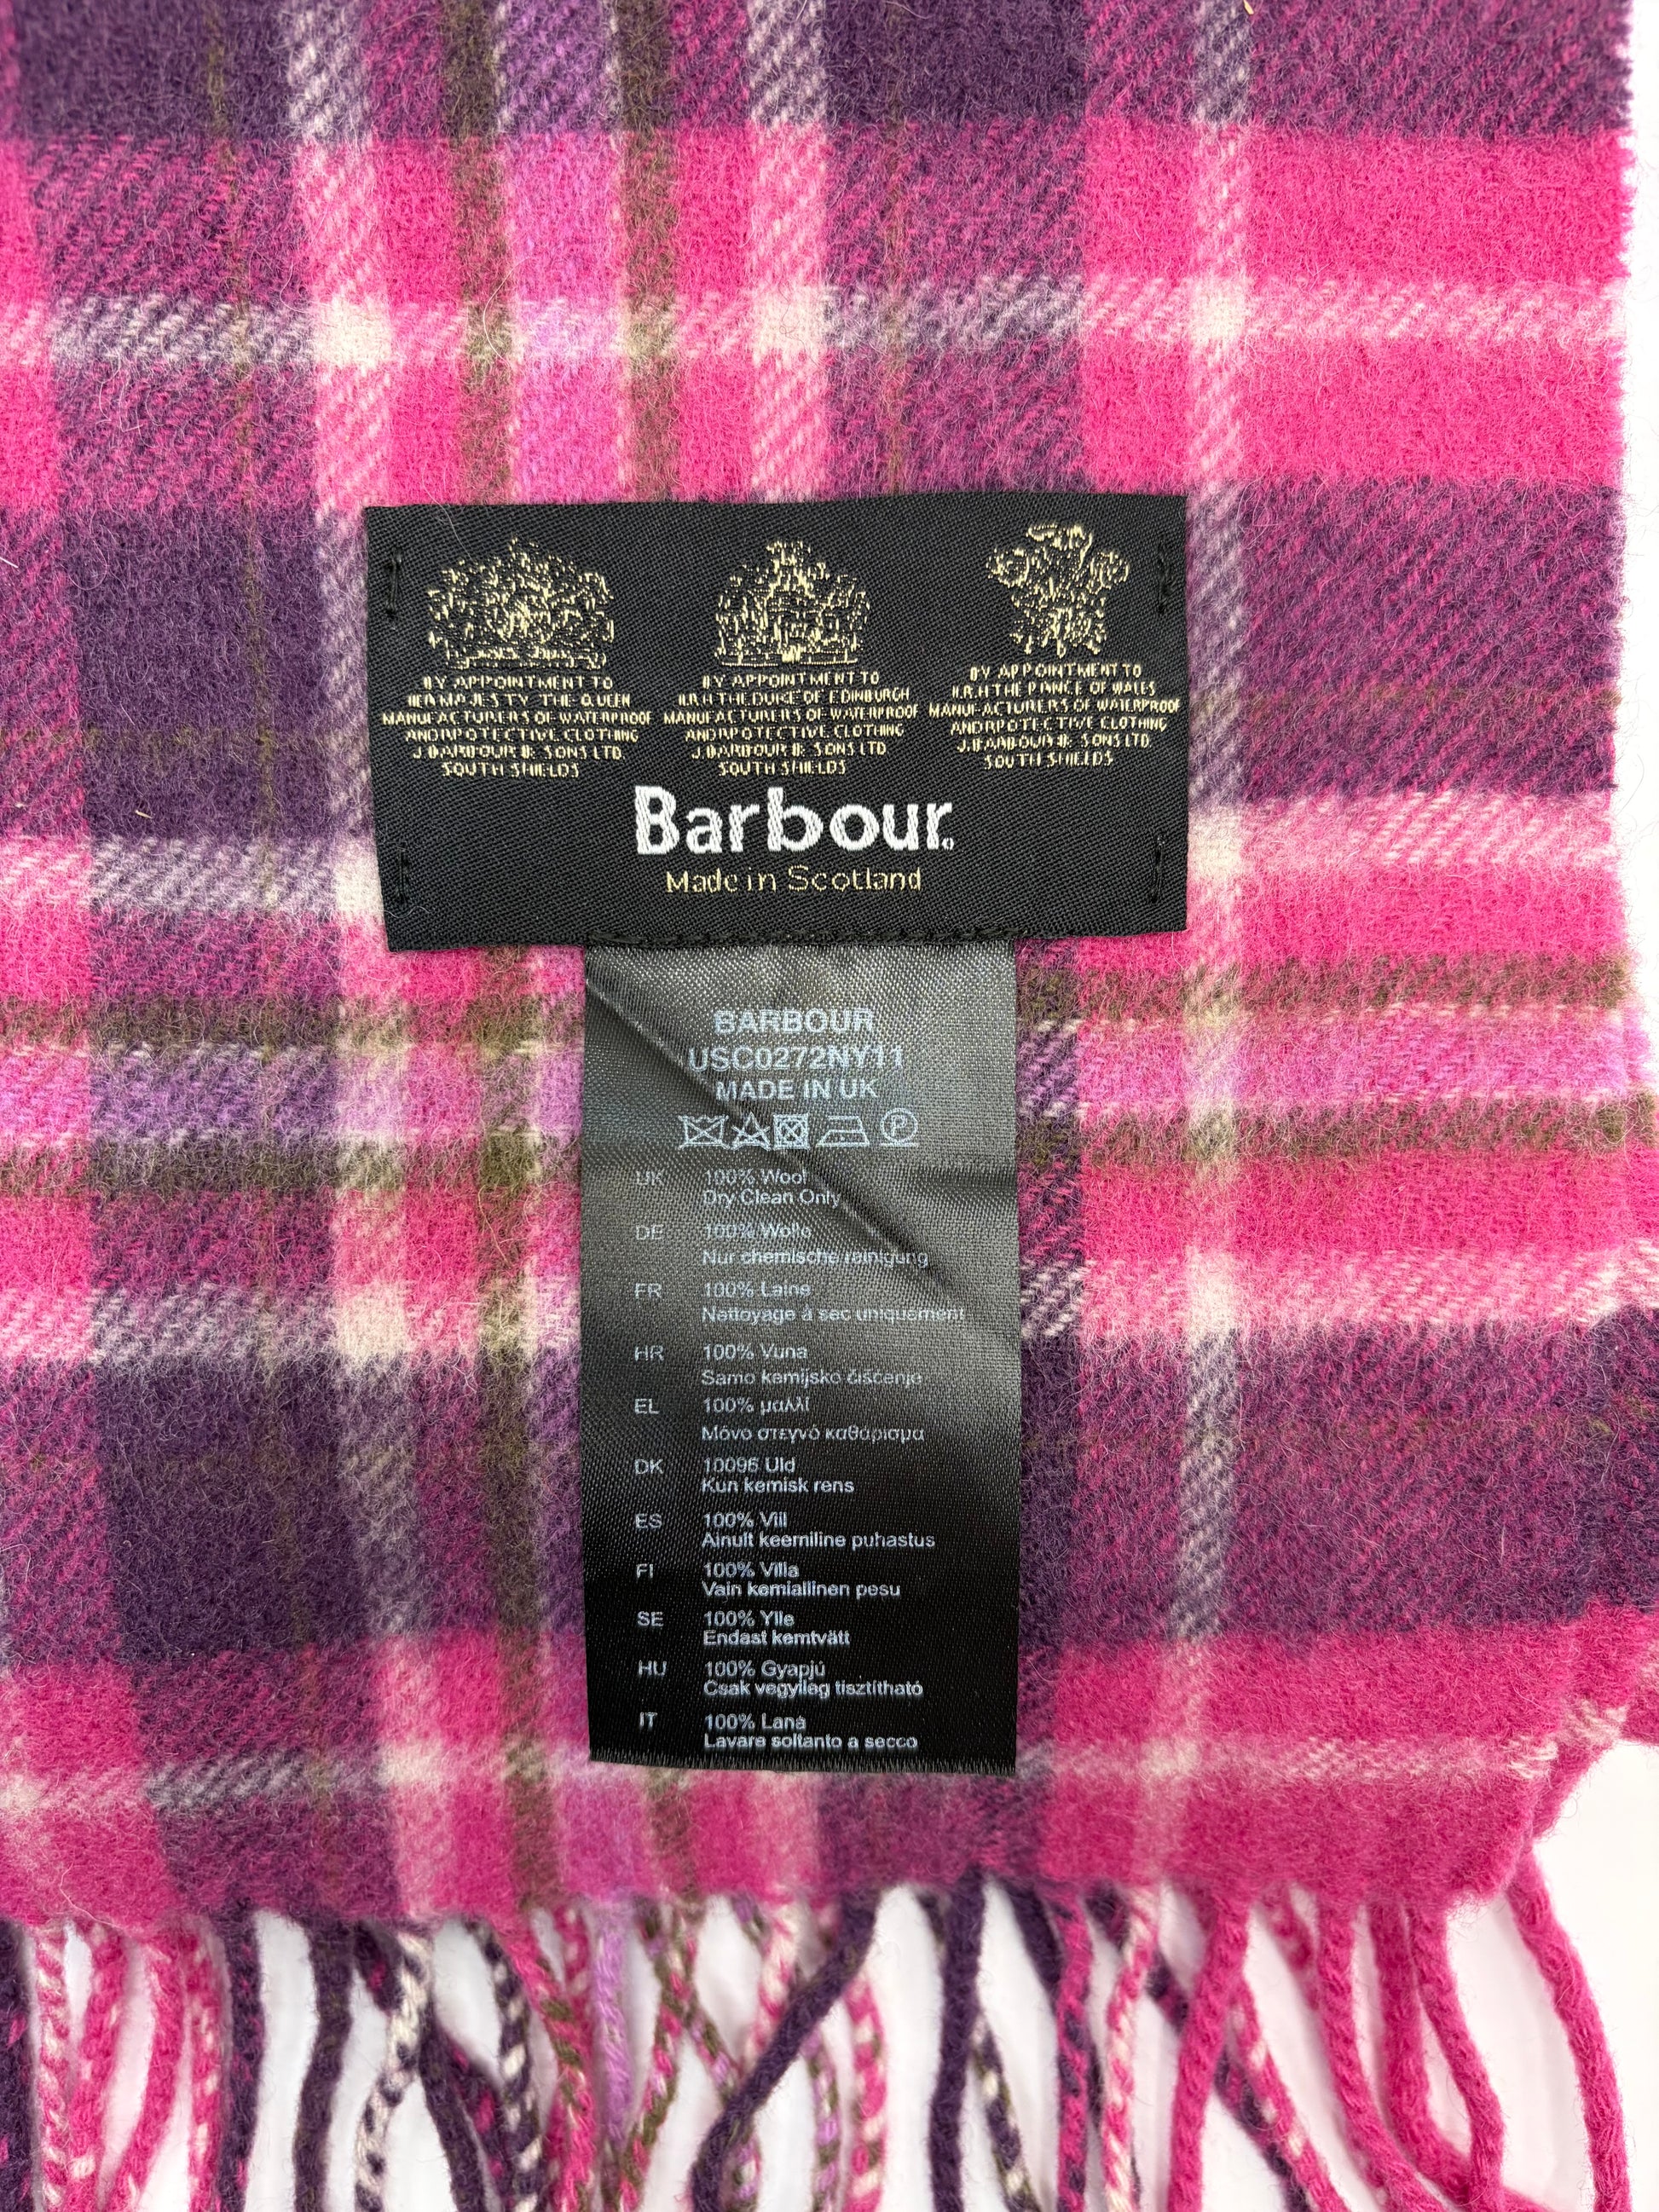 BY APPOINTMENT TO
HER MAJESTY THE QUEEN
MANUFACTURERS OF WATERPROOF
AND RPOTECTIVE CLOTHING
J.BARBOUR & SONS LTD
SOUTH SHIELDS
BY APPOINTMENT TO
H.R.H THE DUKE OF EDINBURGH
MANUFACTURERS OF WATERPROOF
AND RPOTECTIVE CLOTHING
J.BARBOUR & SONS LTD
SOUTH SHIELDS
BY APPOINTMENT TO
H.R.H THE PINCE OF WALES
MANUFACTURERS OF WATERPROOF
AND RPOTECTIVE CLOTHING
J.BARBOUR & SONS LTD
SOUTH SHIELDS
Barbour
Made in Scotland
BARBOUR
USC0272NY11
MADE IN UK
P
UK 100% Wool
Dry Clean Only
DE 100% Wollo
Nur chemische reinigung
FR 100% Laine
Nettoyage à sec uniquement
HR 100% Vuna
Samo kemijsko čišćenje
EL 100% μαλλί
Μόνο στεγνό καθάρισμα
DK 10096 Uld
Kun kemisk rens
ES 100% Vill
Ainult keemiline puhastus
FI 100% Villa
Vain kemiallinen pesu
SE 100% Ylle
Endast kemtvätt
HU 100% Gyapjú
Csak vegyileg tisztítható
IT 100% Lana
Lavare soltanto a secco